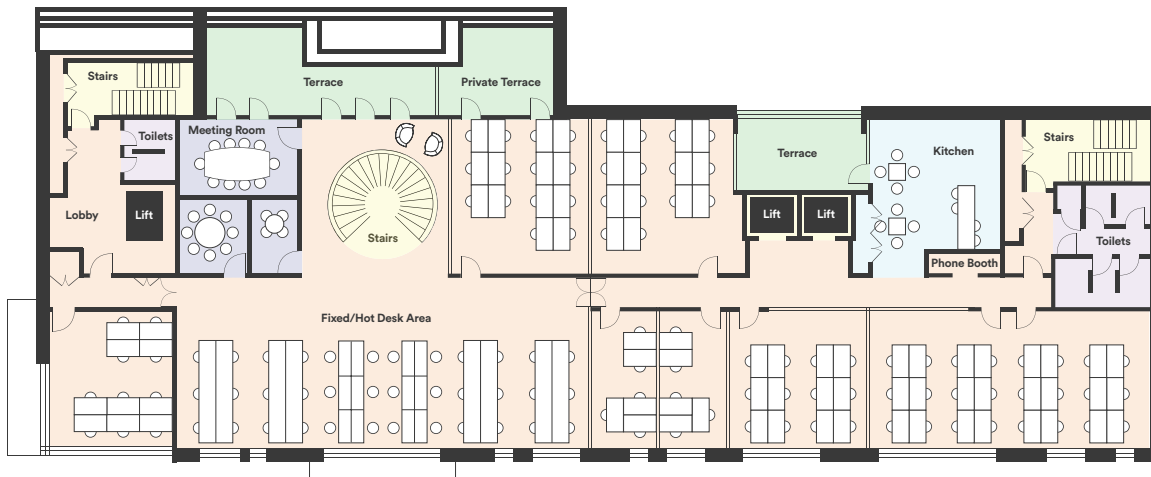 Stairs
Terrace
Private Terrace
Toilets
Meeting Room
Terrace
Kitchen
Stairs
Lobby
Lift
Stairs
Lift
Lift
Toilets
Phone Booth
Fixed/Hot Desk Area